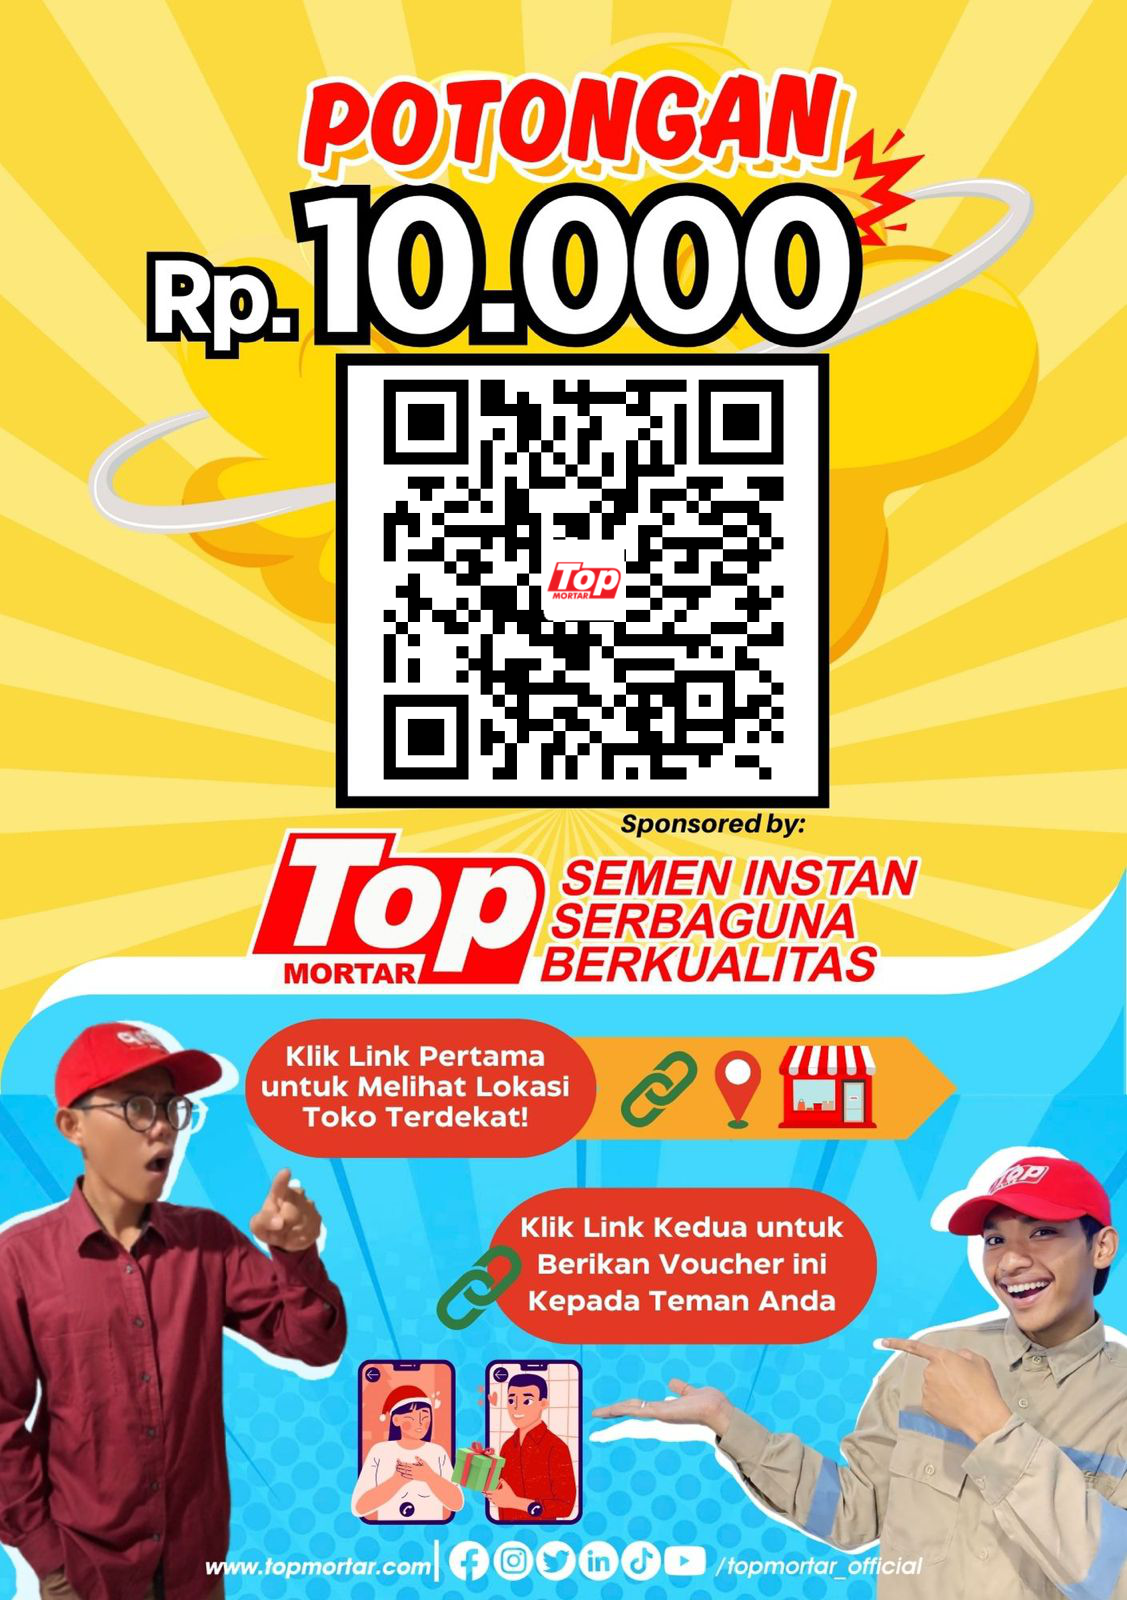 POTONGAN
Rp. 10.000
Top
MORTAR
Sponsored by:
Top
MORTAR
SEMEN INSTAN
SERBAGUNA
BERKUALITAS
Klik Link Pertama
untuk Melihat Lokasi
Toko Terdekat!
Klik Link Kedua untuk
Berikan Voucher ini
Kepada Teman Anda
Top
www.topmortar.com
/topmortar_official